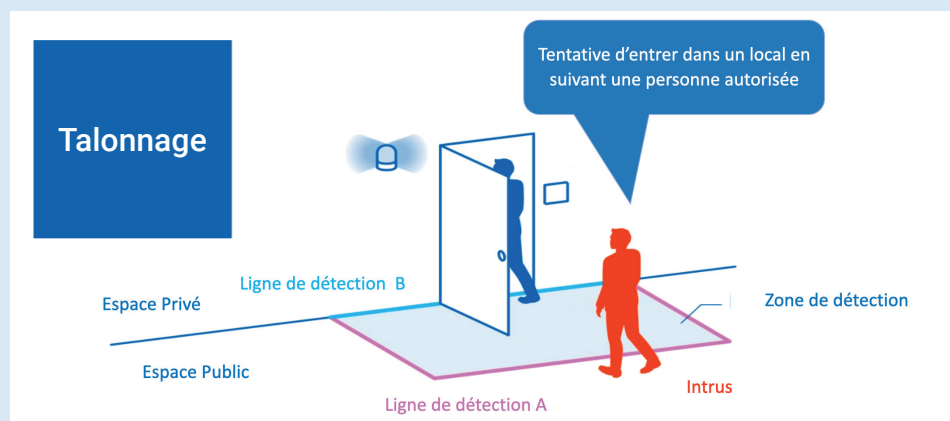 Talonnage
Tentative d'entrer dans un local en
suivant une personne autorisée
Ligne de détection B
Espace Privé
Zone de détection
Espace Public
Intrus
Ligne de détection A